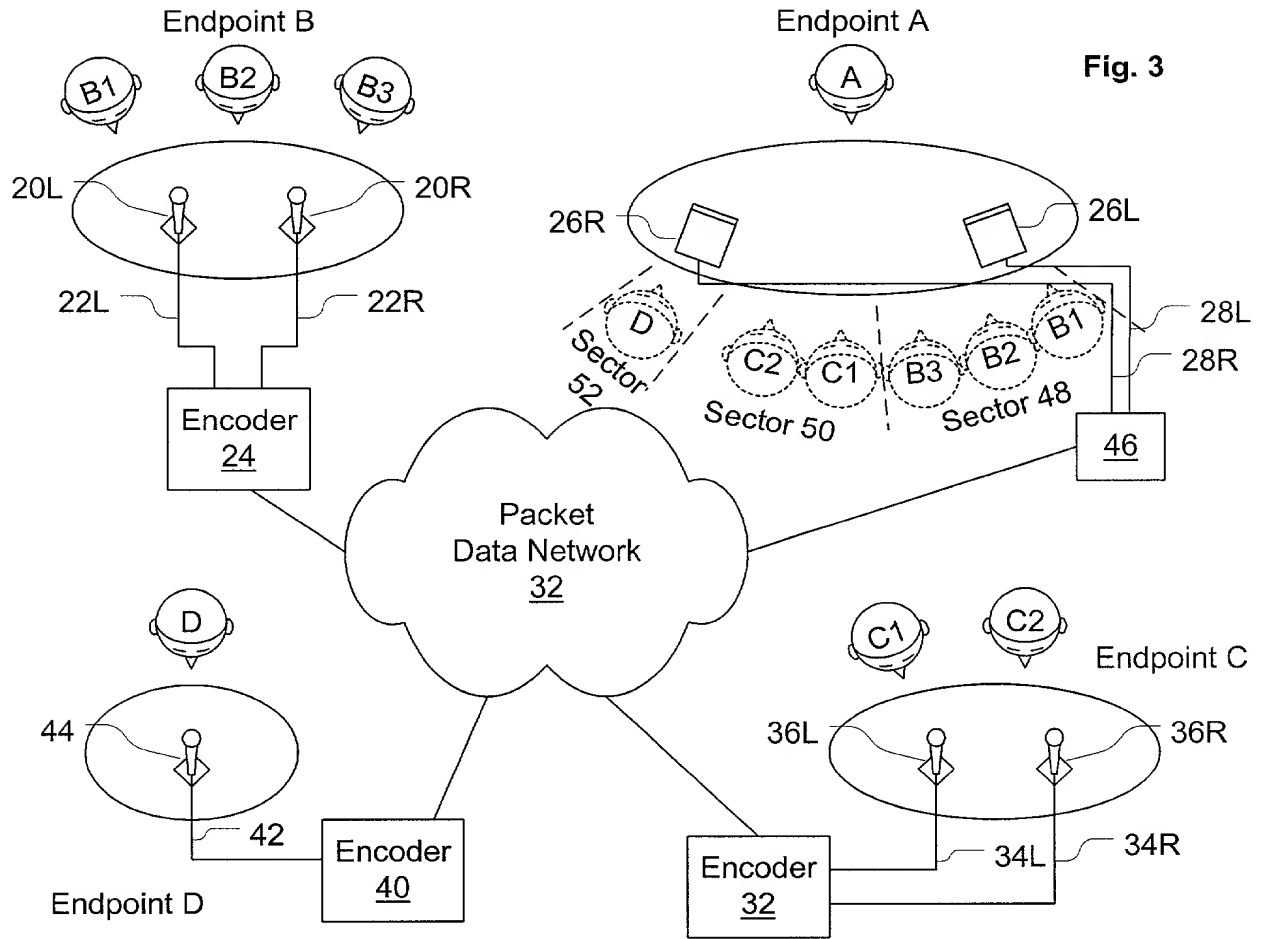 Endpoint B
Endpoint A
Fig. 3
B1
B2
B3
A
20L
20R
26R
26L
22L
22R
28L
28R
D
C2
C1
B3
B2
B1
Sector
52
Sector 50
Sector 48
Encoder
24
46
Packet
Data Network
32
D
C1
C2
Endpoint C
44
36L
36R
42
34L
34R
Encoder
40
Encoder
32
Endpoint D